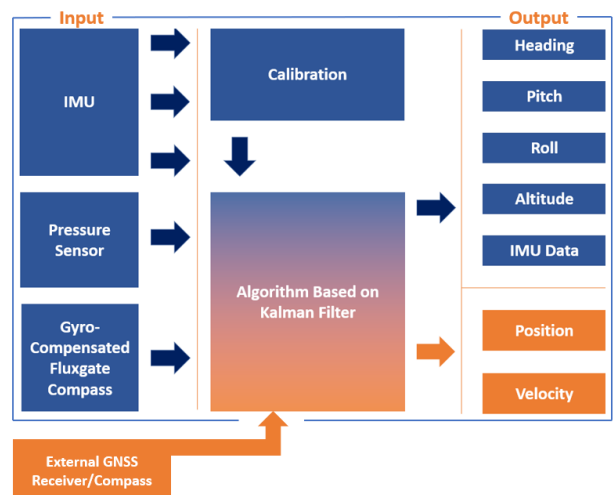 Input
Output
IMU
Calibration
Heading
Pitch
Roll
Altitude
IMU Data
Pressure
Sensor
Algorithm Based on
Kalman Filter
Gyro-
Compensated
Fluxgate
Compass
Position
Velocity
External GNSS
Receiver/Compass